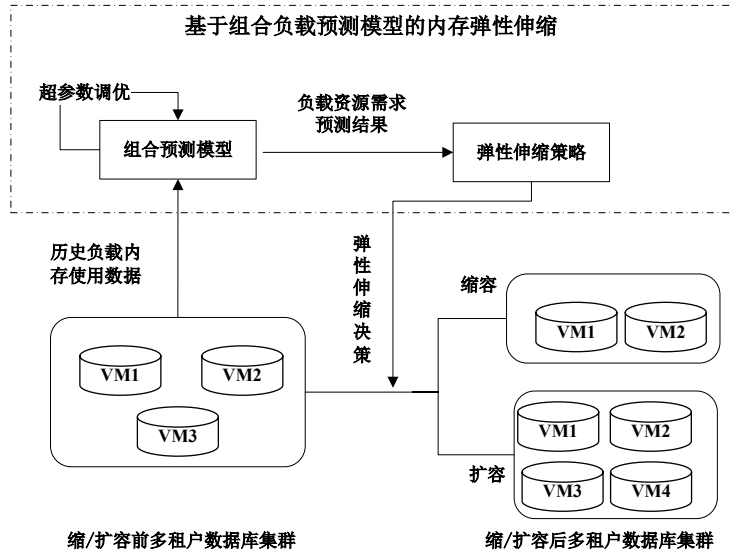 基于组合负载预测模型的内存弹性伸缩
超参数调优
负载资源需求
预测结果
组合预测模型
弹性伸缩策略
历史负载内
存使用数据
弹性伸缩决策
缩容
VM1
VM2
VM1
VM2
VM3
VM1
VM2
扩容
VM3
VM4
缩/扩容前多租户数据库集群
缩/扩容后多租户数据库集群